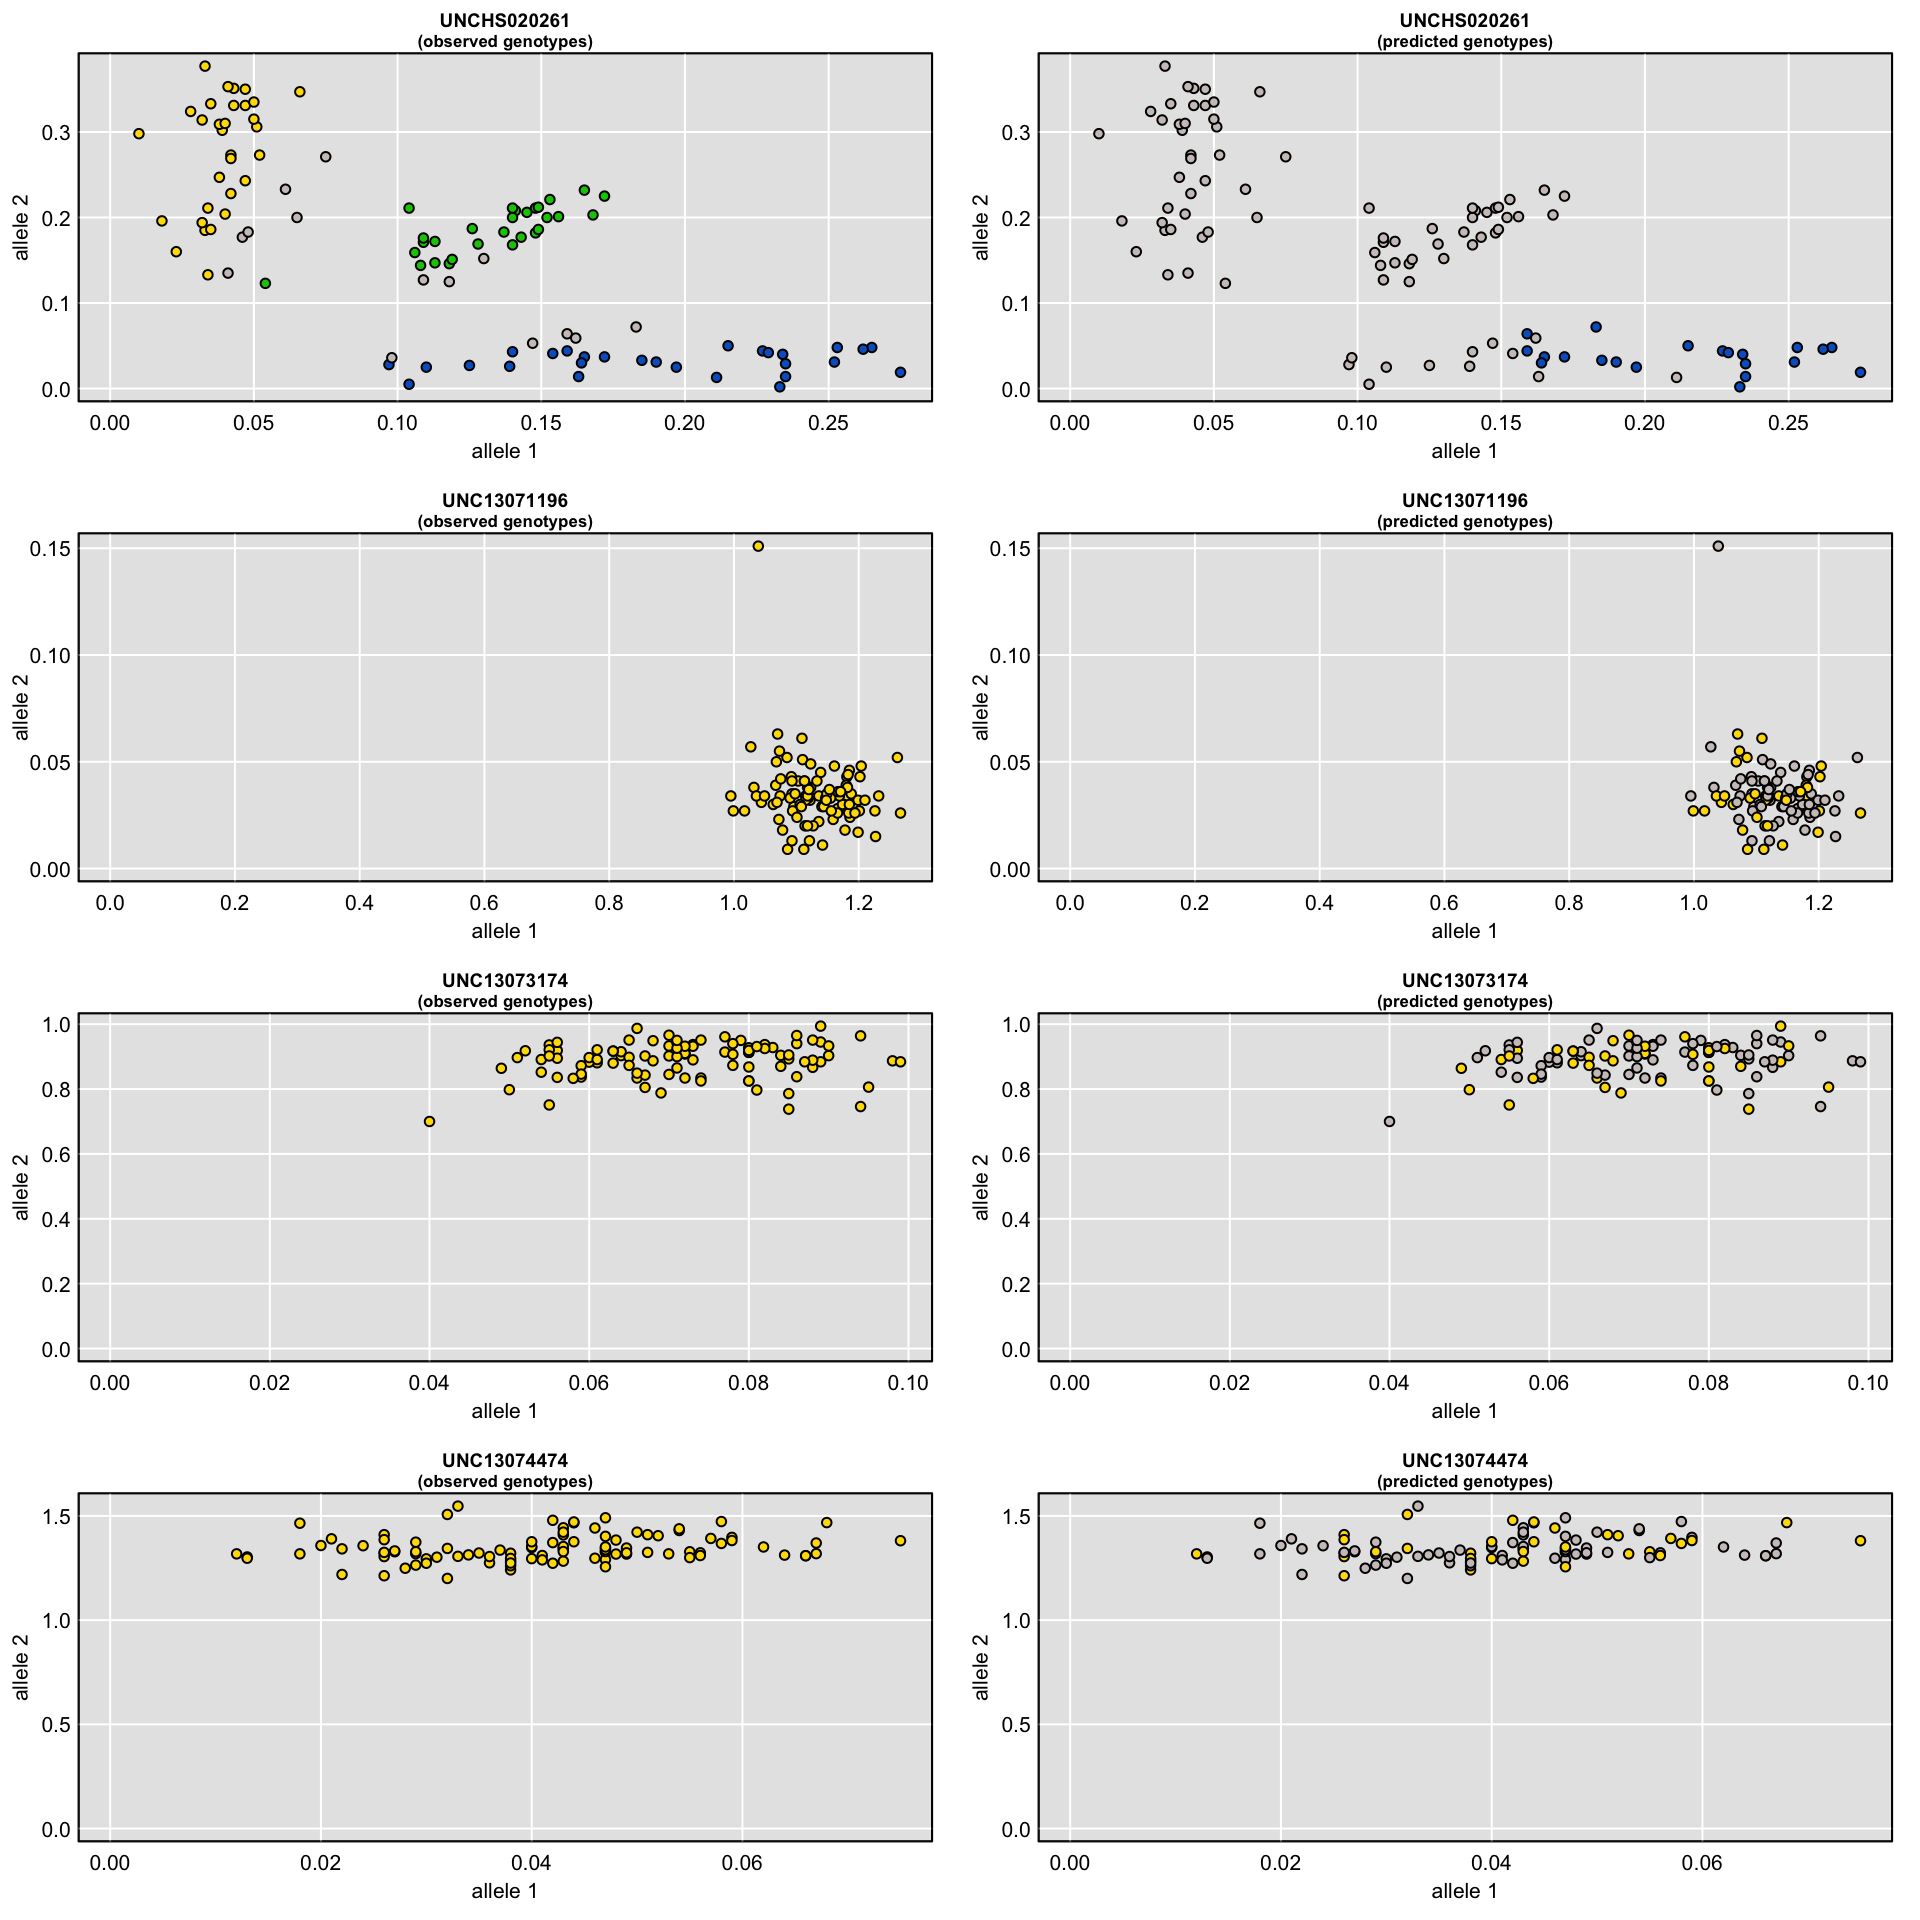 UNCHS020261
(observed genotypes)
allele 2
0.3
0.2
0.1
0.0
0.00 0.05 0.10 0.15 0.20 0.25
allele 1
UNCHS020261
(predicted genotypes)
allele 2
0.3
0.2
0.1
0.0
0.00 0.05 0.10 0.15 0.20 0.25
allele 1
UNC13071196
(observed genotypes)
allele 2
0.15
0.10
0.05
0.00
0.0 0.2 0.4 0.6 0.8 1.0 1.2
allele 1
UNC13071196
(predicted genotypes)
allele 2
0.15
0.10
0.05
0.00
0.0 0.2 0.4 0.6 0.8 1.0 1.2
allele 1
UNC13073174
(observed genotypes)
allele 2
1.0
0.8
0.6
0.4
0.2
0.0
0.00 0.02 0.04 0.06 0.08 0.10
allele 1
UNC13073174
(predicted genotypes)
allele 2
1.0
0.8
0.6
0.4
0.2
0.0
0.00 0.02 0.04 0.06 0.08 0.10
allele 1
UNC13074474
(observed genotypes)
allele 2
1.5
1.0
0.5
0.0
0.00 0.02 0.04 0.06
allele 1
UNC13074474
(predicted genotypes)
allele 2
1.5
1.0
0.5
0.0
0.00 0.02 0.04 0.06
allele 1